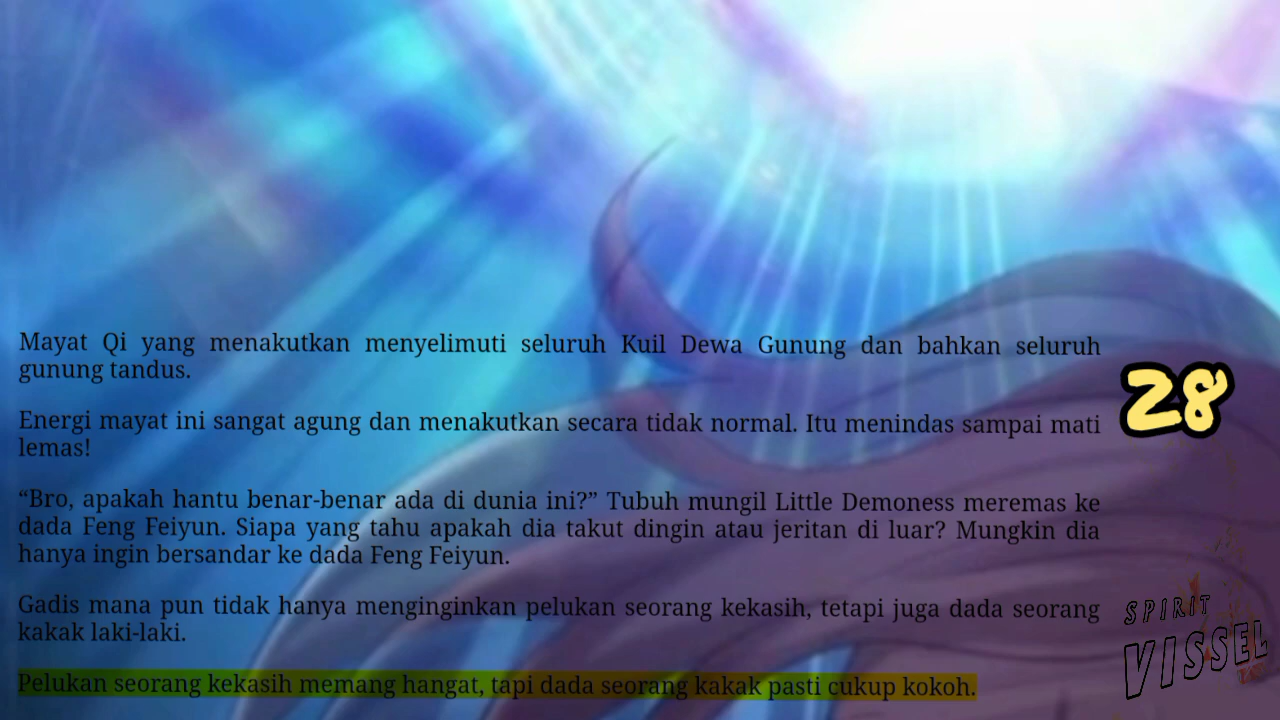 Mayat Qi yang menakutkan menyelimuti seluruh Kuil Dewa Gunung dan bahkan seluruh
gunung tandus.
Energi mayat ini sangat agung dan menakutkan secara tidak normal. Itu menindas sampai mati
lemas!
“Bro, apakah hantu benar-benar ada di dunia ini?” Tubuh mungil Little Demoness meremas ke
dada Feng Feiyun. Siapa yang tahu apakah dia takut dingin atau jeritan di luar? Mungkin dia
hanya ingin bersandar ke dada Feng Feiyun.
Gadis mana pun tidak hanya menginginkan pelukan seorang kekasih, tetapi juga dada seorang
kakak laki-laki.
Pelukan seorang kekasih memang hangat, tapi dada seorang kakak pasti cukup kokoh.
28
SPIRIT
VISSEL